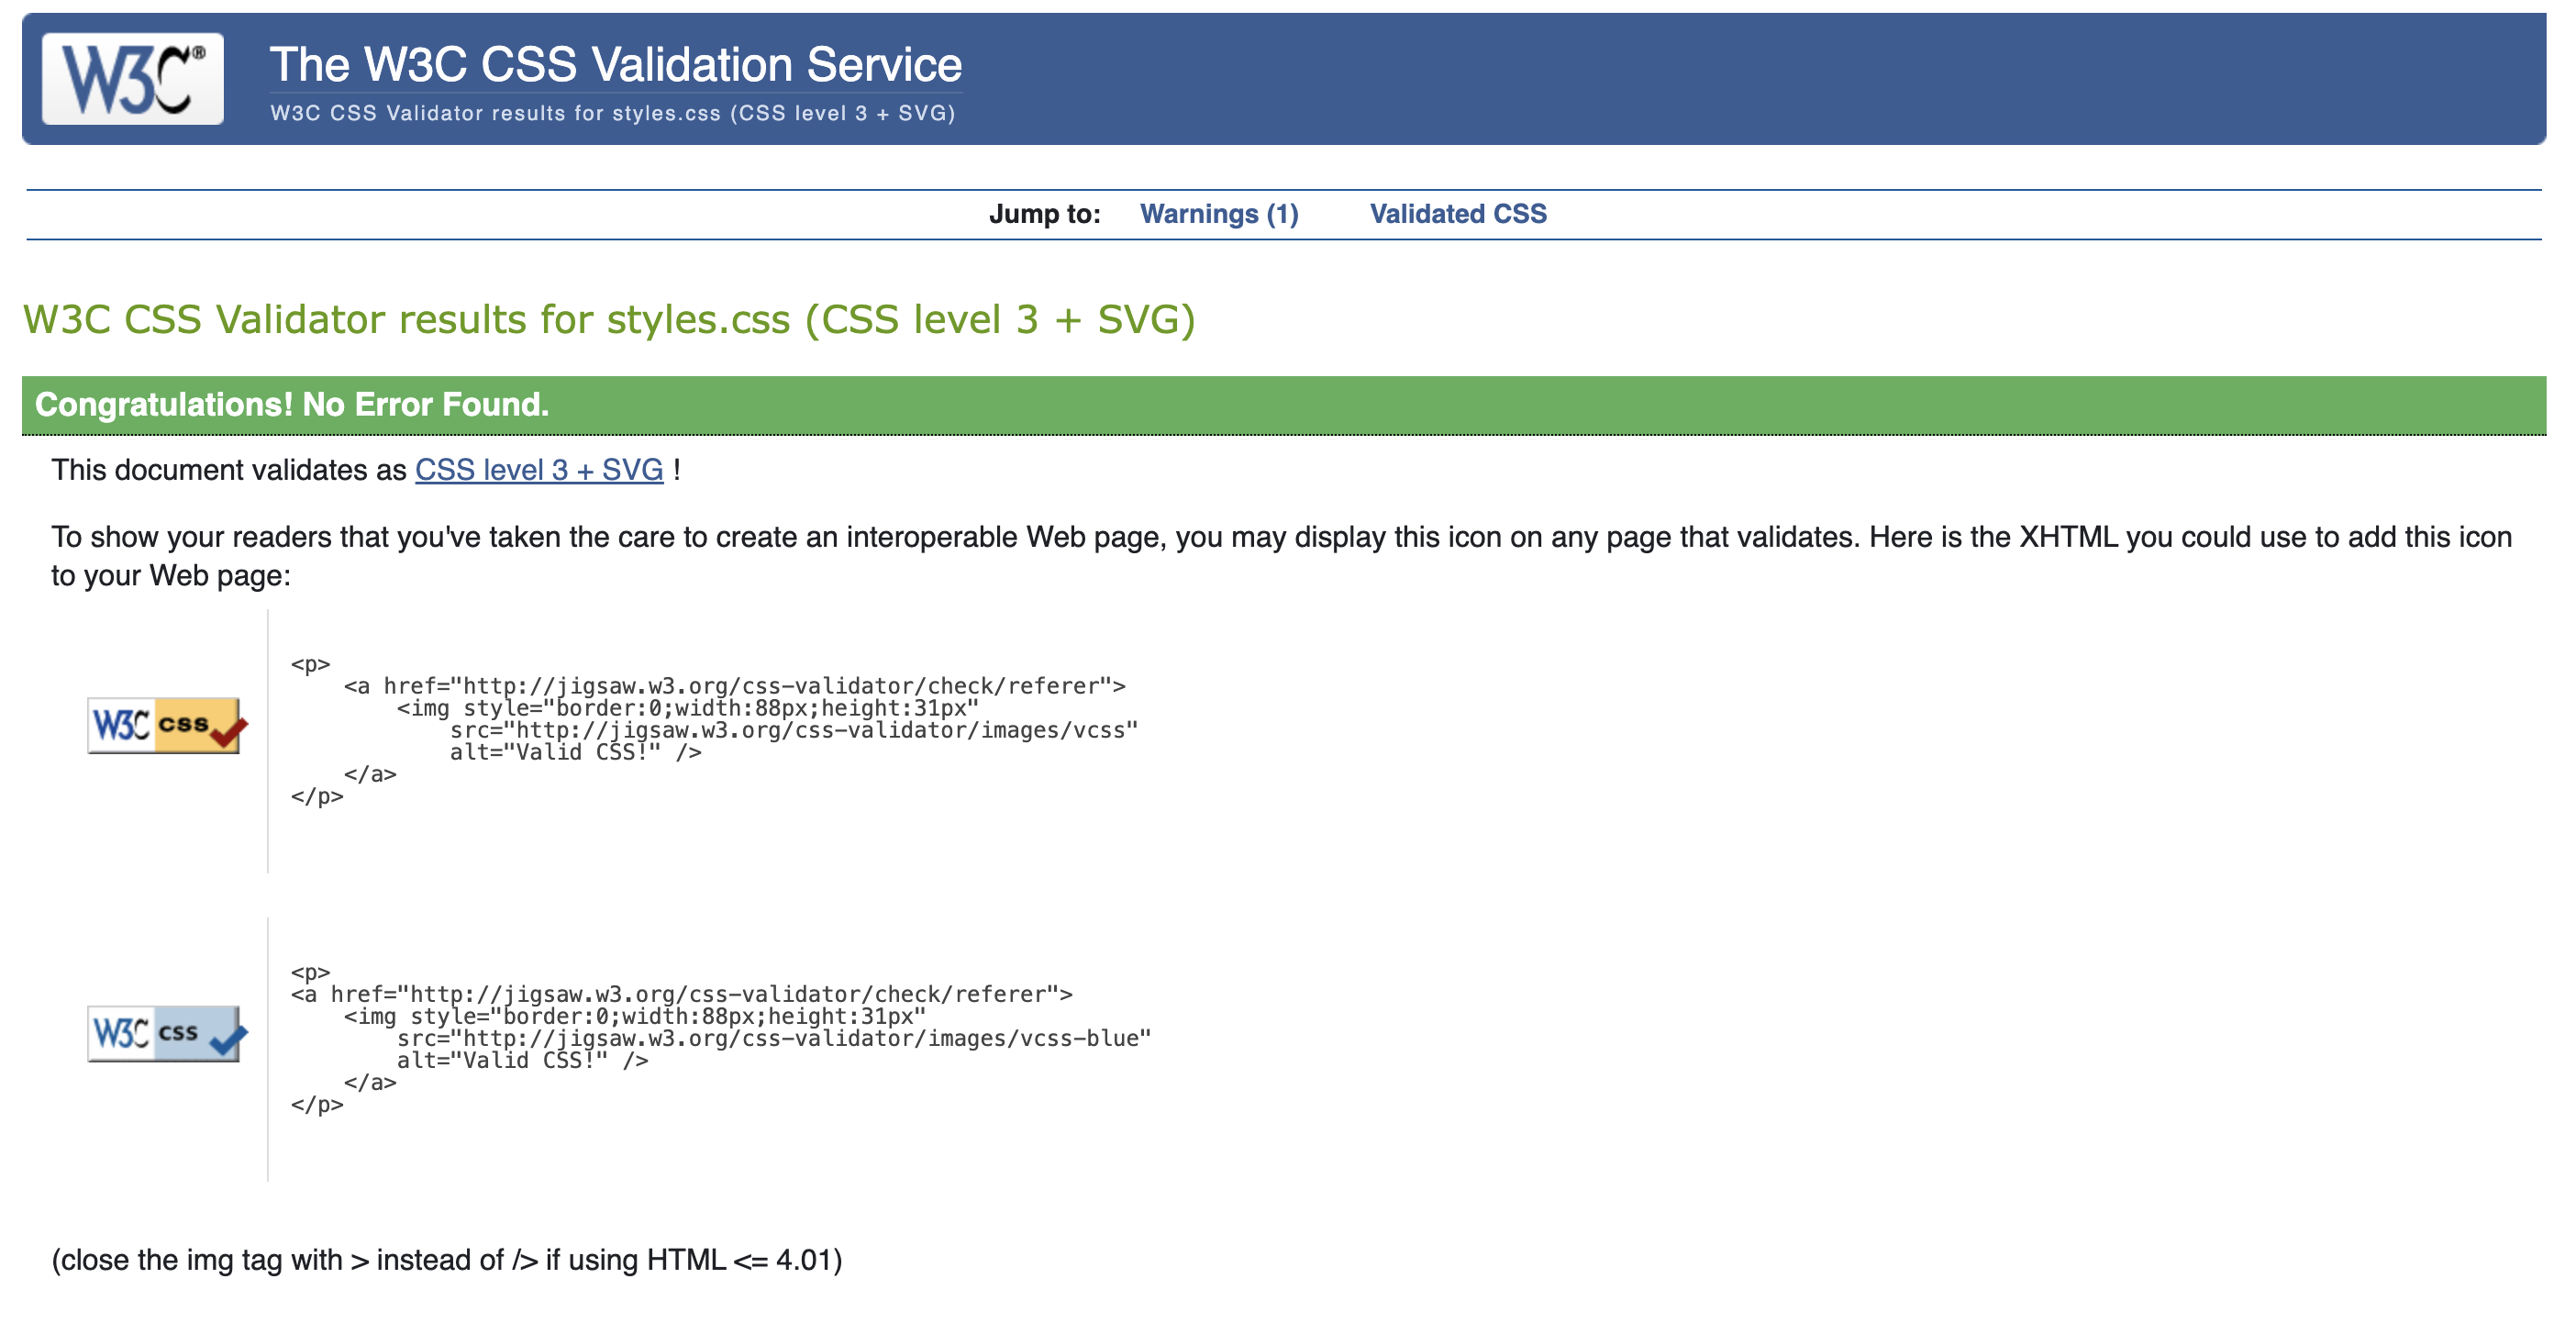 W3C®
The W3C CSS Validation Service
W3C CSS Validator results for styles.css (CSS level 3 + SVG)
Jump to: Warnings (1) Validated CSS
W3C CSS Validator results for styles.css (CSS level 3 + SVG)
Congratulations! No Error Found.
This document validates as CSS level 3 + SVG !
To show your readers that you've taken the care to create an interoperable Web page, you may display this icon on any page that validates. Here is the XHTML you could use to add this icon
to your Web page:
W3C css
<p>
    <a href="http://jigsaw.w3.org/css-validator/check/referer">
        <img style="border:0;width:88px;height:31px"
            src="http://jigsaw.w3.org/css-validator/images/vcss"
            alt="Valid CSS!" />
    </a>
</p>
W3C css
<p>
<a href="http://jigsaw.w3.org/css-validator/check/referer">
    <img style="border:0;width:88px;height:31px"
        src="http://jigsaw.w3.org/css-validator/images/vcss-blue"
        alt="Valid CSS!" />
    </a>
</p>
(close the img tag with > instead of /> if using HTML <= 4.01)